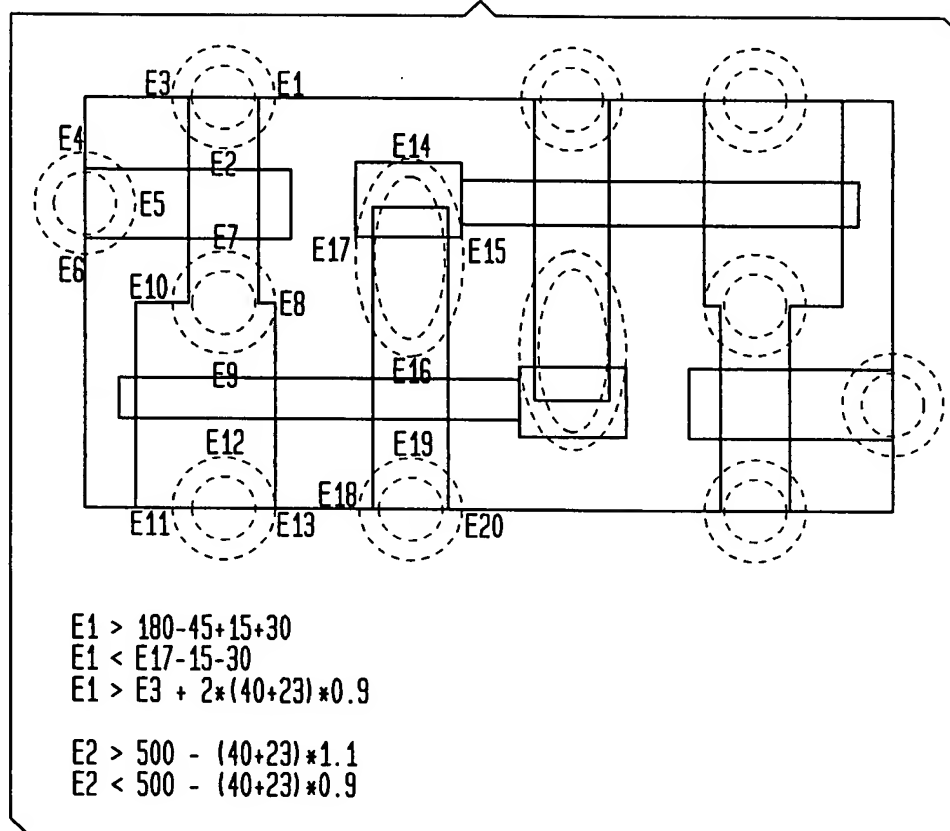 E3 E1
E4
E14
E2
E5
E7
E17 E15
E6
E10 E8
E9 E16
E12 E19
E18
E11 E13 E20
E1 > 180-45+15+30
E1 < E17-15-30
E1 > E3 + 2*(40+23)*0.9
E2 > 500 - (40+23)*1.1
E2 < 500 - (40+23)*0.9